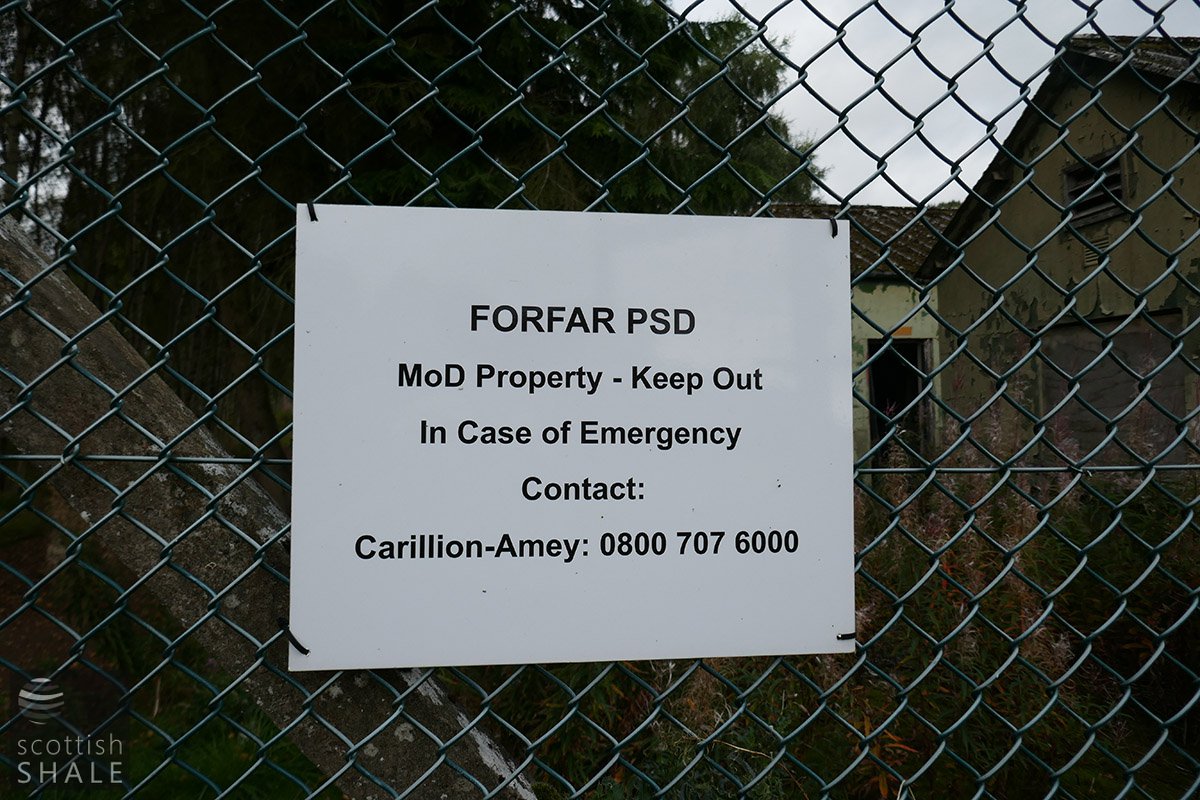 FORFAR PSD
MoD Property - Keep Out
In Case of Emergency
Contact:
Carillion-Amey: 0800 707 6000
scottish
SHALE